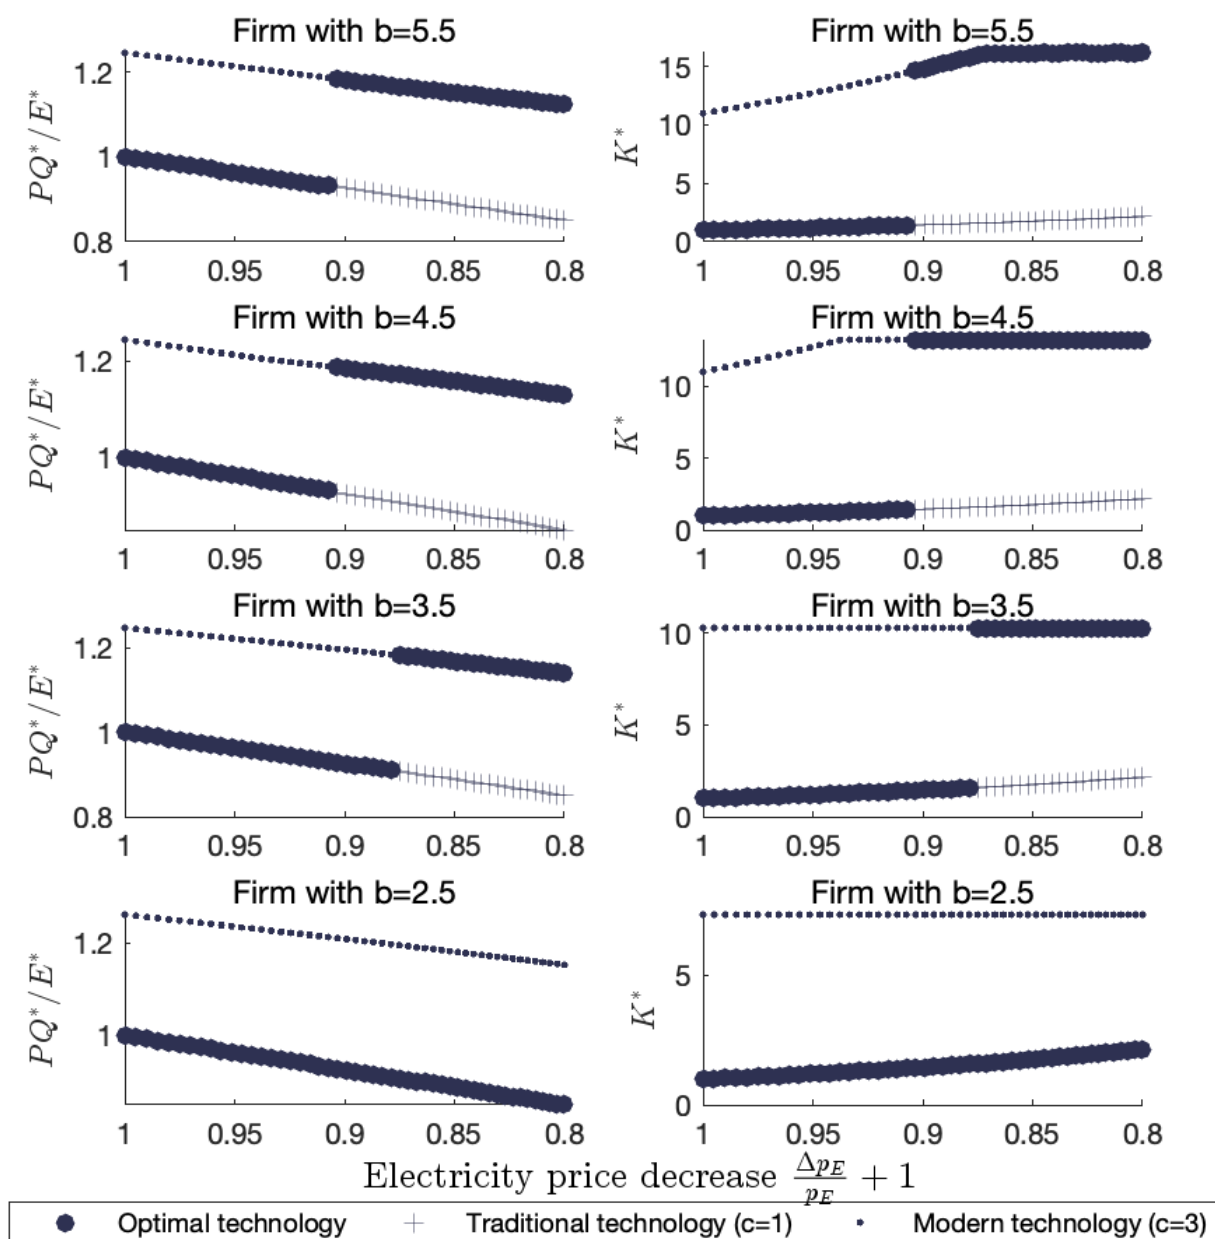 Firm with b=5.5
Firm with b=5.5
PQ*/E*
1.2
1
0.8
1 0.95 0.9 0.85 0.8
K*
15
10
5
0
1 0.95 0.9 0.85 0.8
Firm with b=4.5
Firm with b=4.5
PQ*/E*
1.2
1
1 0.95 0.9 0.85 0.8
K*
10
5
0
1 0.95 0.9 0.85 0.8
Firm with b=3.5
Firm with b=3.5
PQ*/E*
1.2
1
0.8
1 0.95 0.9 0.85 0.8
K*
10
5
0
1 0.95 0.9 0.85 0.8
Firm with b=2.5
Firm with b=2.5
PQ*/E*
1.2
1
1 0.95 0.9 0.85 0.8
K*
5
0
1 0.95 0.9 0.85 0.8
Electricity price decrease Δp_E/p_E + 1
Optimal technology Traditional technology (c=1) Modern technology (c=3)